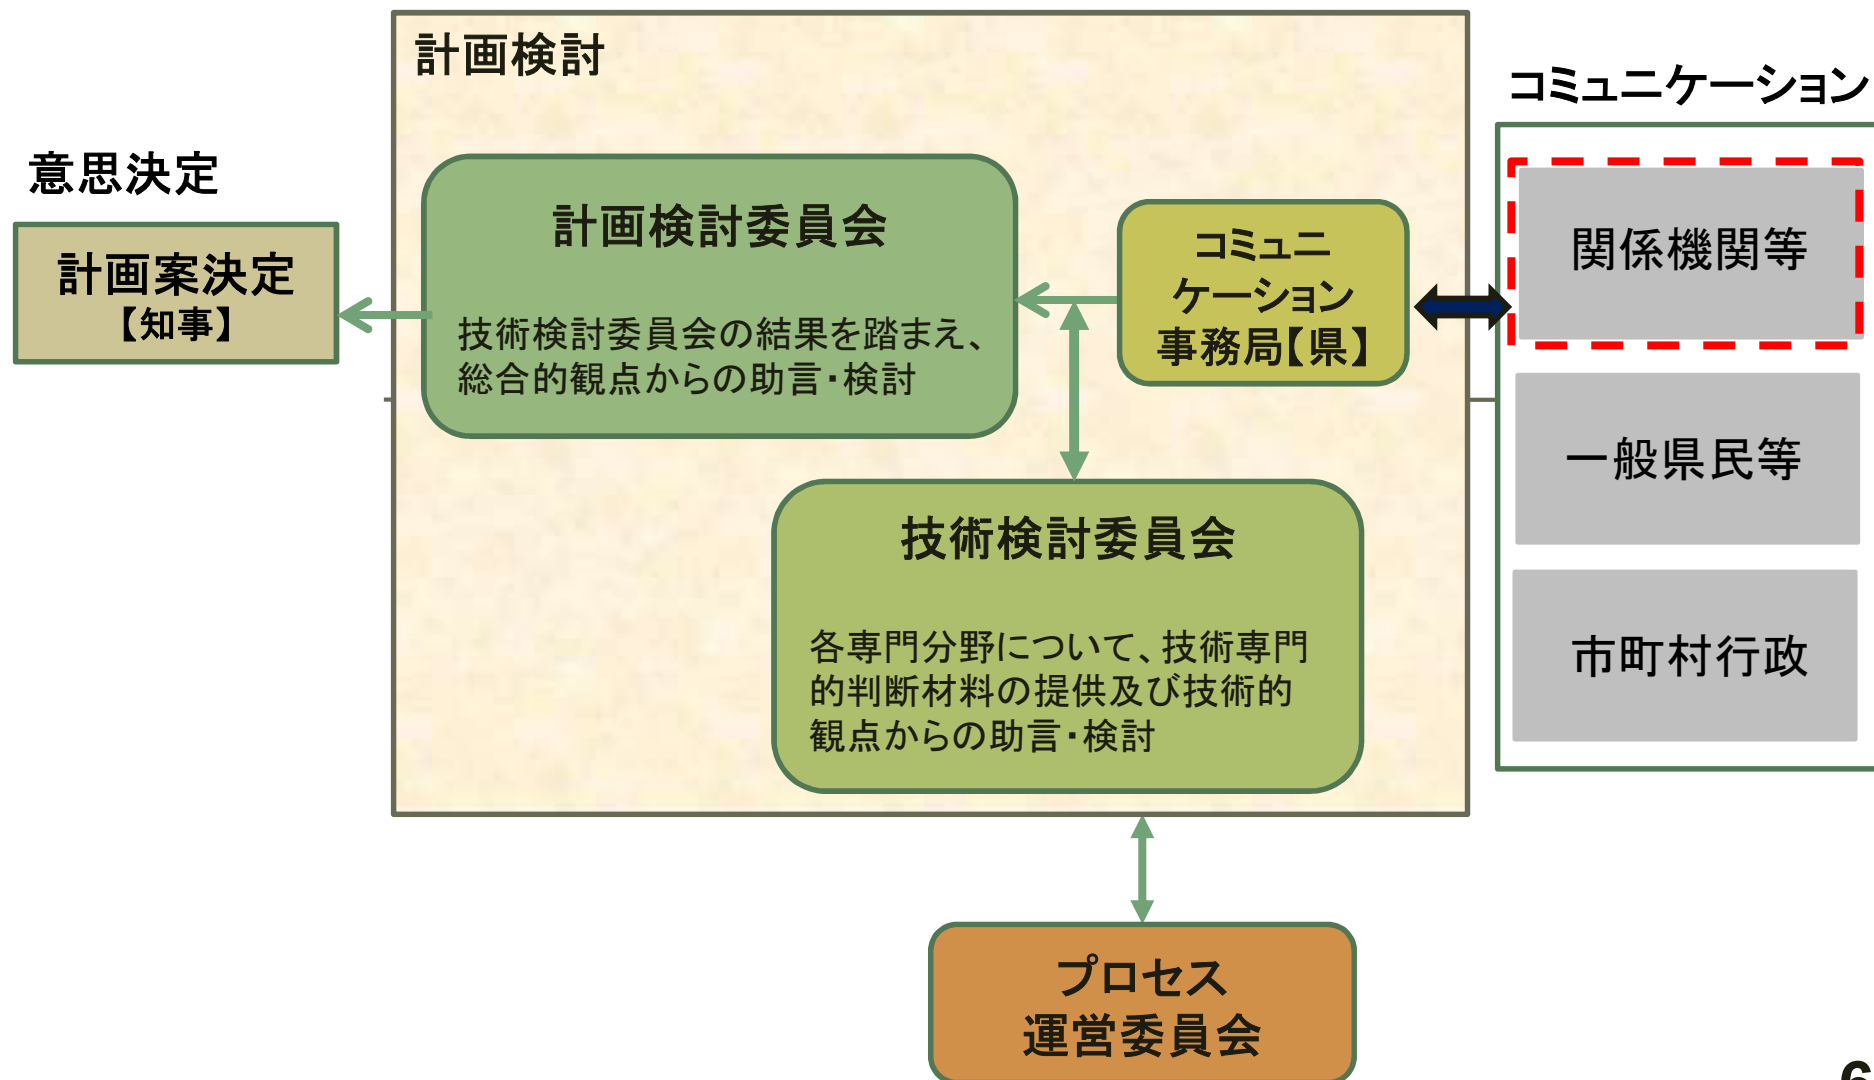 計画検討
コミュニケーション
意思決定
計画案決定
【知事】
計画検討委員会
技術検討委員会の結果を踏まえ、
総合的観点からの助言・検討
コミュニ
ケーション
事務局【県】
関係機関等
一般県民等
市町村行政
技術検討委員会
各専門分野について、技術専門
的判断材料の提供及び技術的
観点からの助言・検討
プロセス
運営委員会
6